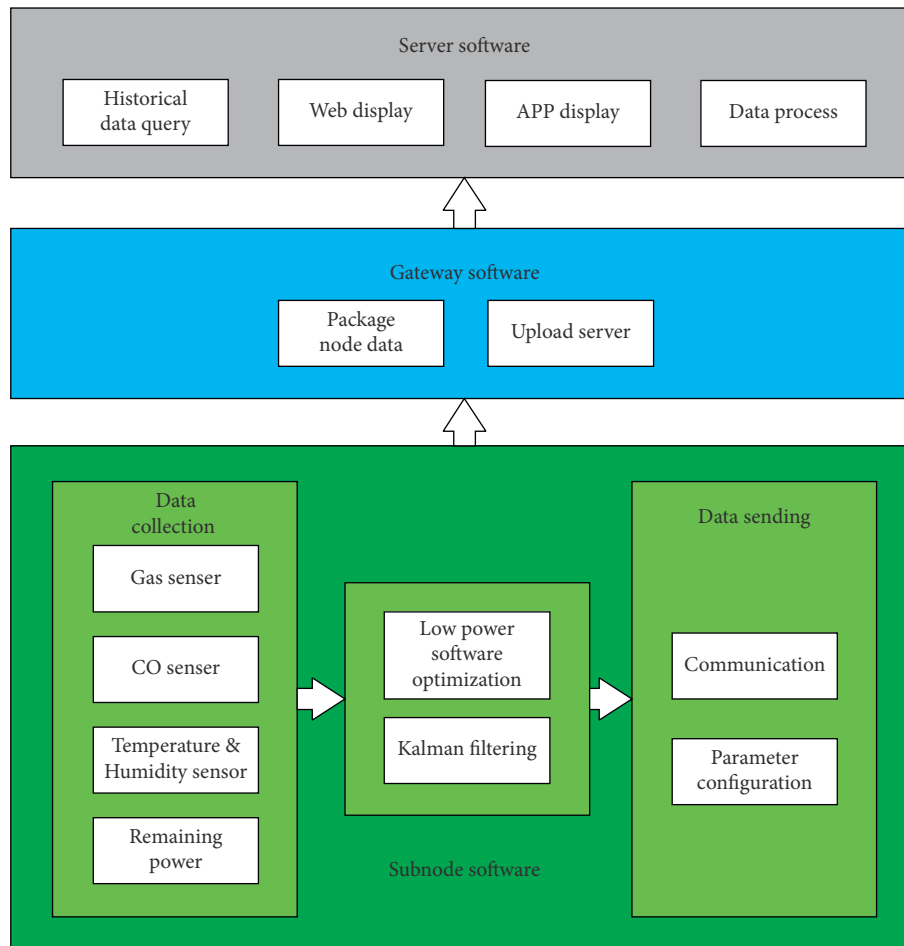 Server software
Historical
data query
Web display
APP display
Data process
Gateway software
Package
node data
Upload server
Data
collection
Gas senser
CO senser
Temperature &
Humidity sensor
Remaining
power
Low power
software
optimization
Kalman filtering
Data sending
Communication
Parameter
configuration
Subnode software